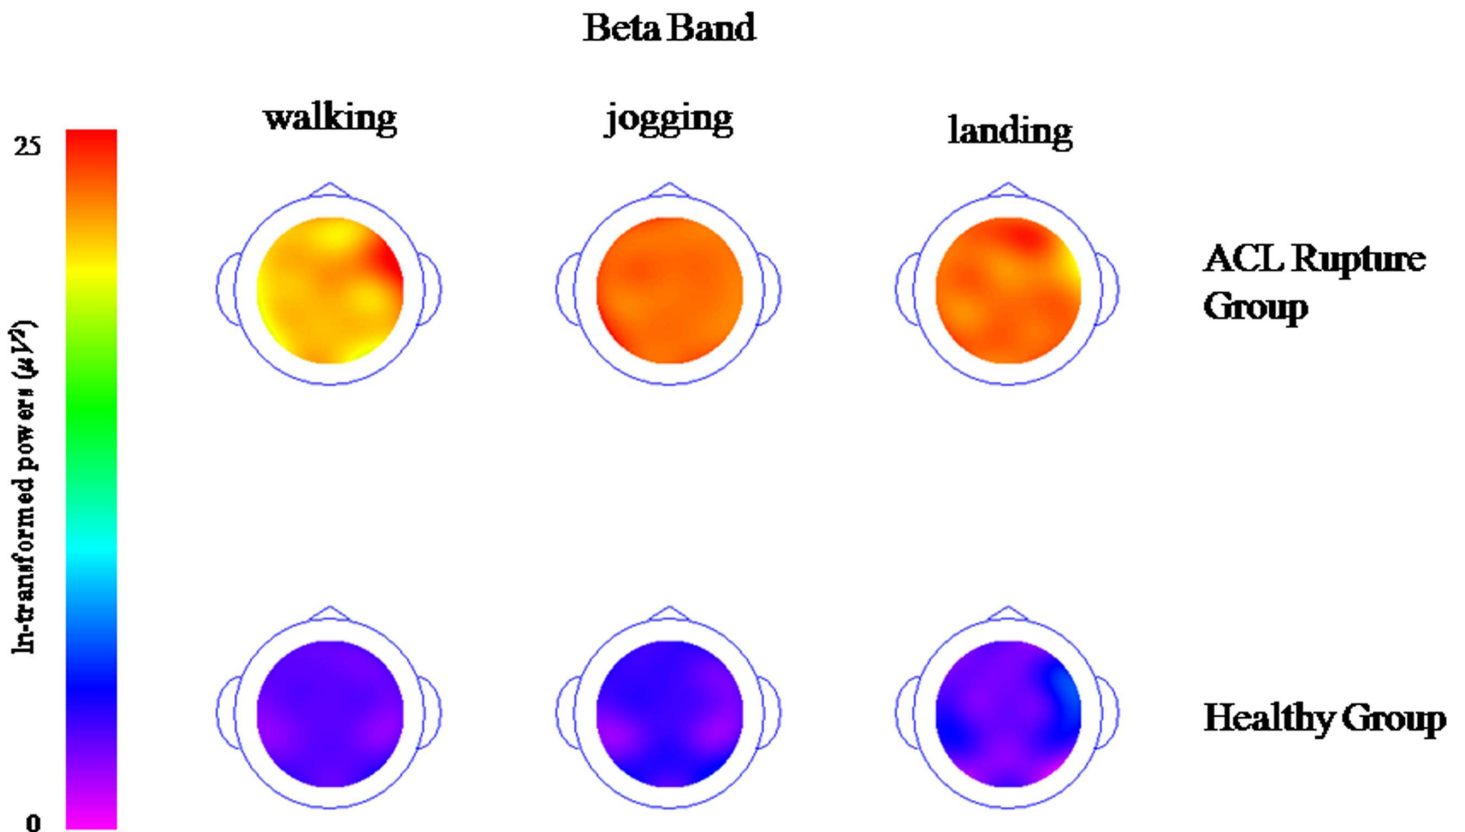 Beta Band
walking
jogging
landing
25
ln-transformed powers (μV²)
0
ACL Rupture
Group
Healthy Group